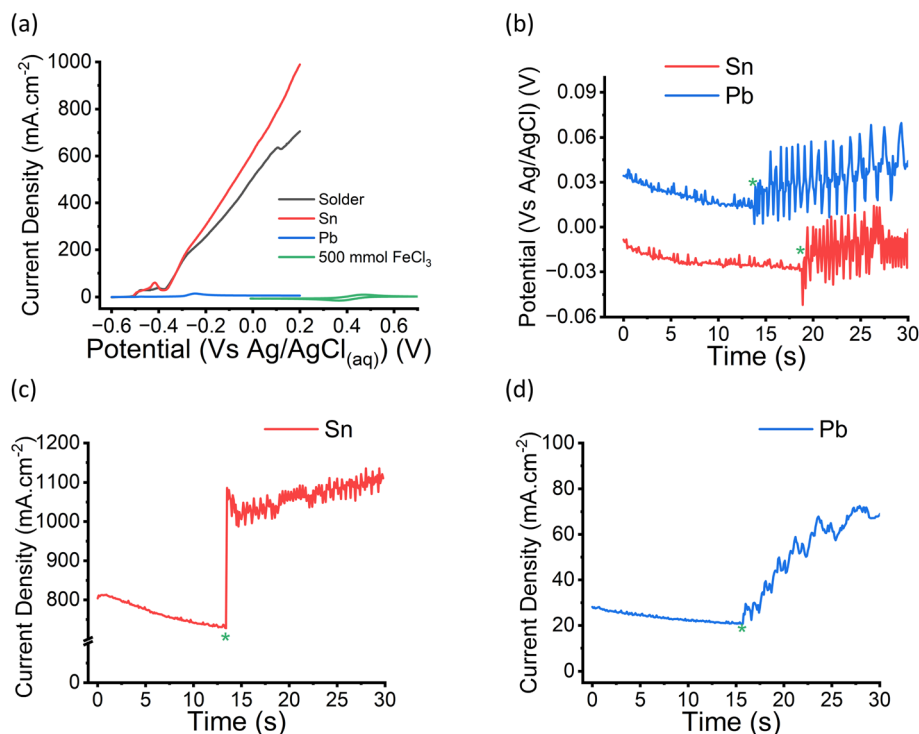 (a)
Current Density (mA.cm⁻²)
1000
800
600
400
200
0
Solder
Sn
Pb
500 mmol FeCl₃
−0.6 −0.4 −0.2 0.0 0.2 0.4 0.6
Potential (Vs Ag/AgCl₍aq₎) (V)
(b)
Sn
Pb
Potential (Vs Ag/AgCl) (V)
0.09
0.06
0.03
0.00
−0.03
−0.06
*
*
0 5 10 15 20 25 30
Time (s)
(c)
Sn
Current Density (mA.cm⁻²)
1200
1100
1000
900
800
0
*
0 5 10 15 20 25 30
Time (s)
(d)
Pb
Current Density (mA.cm⁻²)
100
80
60
40
20
0
*
0 5 10 15 20 25 30
Time (s)